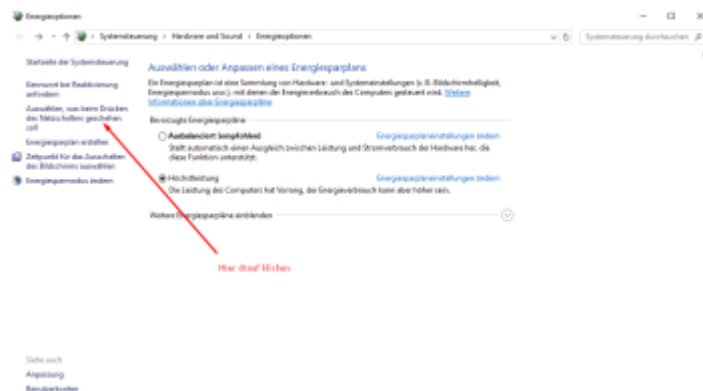 Energieoptionen
Systemsteuerung › Hardware und Sound › Energieoptionen
Systemsteuerung durchsuchen
Startseite der Systemsteuerung
Kennwort bei Reaktivierung
anfordern
Auswählen, was beim Drücken
des Netzschalters geschehen
soll
Energiesparplan erstellen
Zeitpunkt für das Ausschalten
des Bildschirms auswählen
Energiesparmodus ändern
Auswählen oder Anpassen eines Energiesparplans
Ein Energiesparplan ist eine Sammlung von Hardware- und Systemeinstellungen (z. B. Bildschirmhelligkeit,
Energiesparmodus usw.), mit denen der Energieverbrauch des Computers gesteuert wird. Weitere
Informationen über Energiesparpläne
Bevorzugte Energiesparpläne
Ausbalanciert (empfohlen)
Energiesparplaneinstellungen ändern
Stellt automatisch einen Ausgleich zwischen Leistung und Stromverbrauch der Hardware her, die
diese Funktion unterstützt.
Höchstleistung
Energiesparplaneinstellungen ändern
Die Leistung des Computers hat Vorrang, der Energieverbrauch kann aber höher sein.
Weitere Energiesparpläne einblenden
Hier drauf klicken
Siehe auch
Anpassung
Benutzerkonten